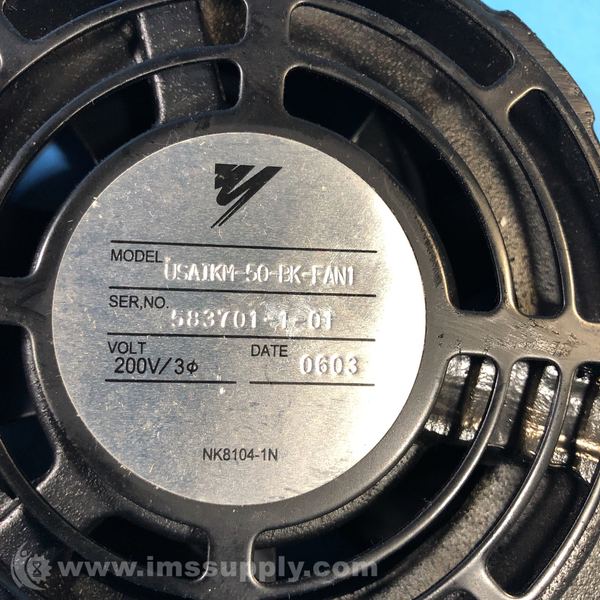 MODEL USAIKM-50-BK-FAN1
SER,NO. 583701-1-01
VOLT DATE
200V/3φ 0603
NK8104-1N
www.imssupply.com